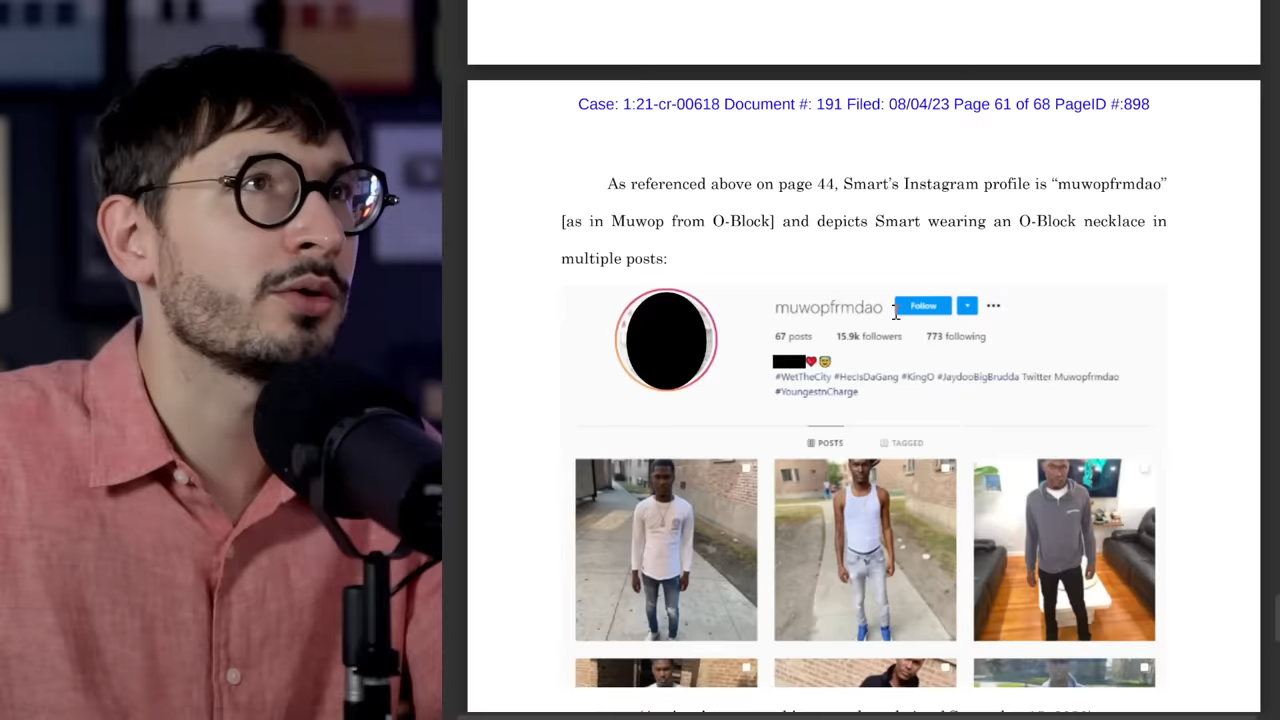 Case: 1:21-cr-00618 Document #: 191 Filed: 08/04/23 Page 61 of 68 PageID #:898
As referenced above on page 44, Smart's Instagram profile is “muwopfrmdao”
[as in Muwop from O-Block] and depicts Smart wearing an O-Block necklace in
multiple posts:
muwopfrmdao Follow
67 posts 15.9k followers 773 following
#WetTheCity #HecIsDaGang #KingO #JaydooBigBrudda Twitter Muwopfrmdao
#YoungestnCharge
POSTS TAGGED